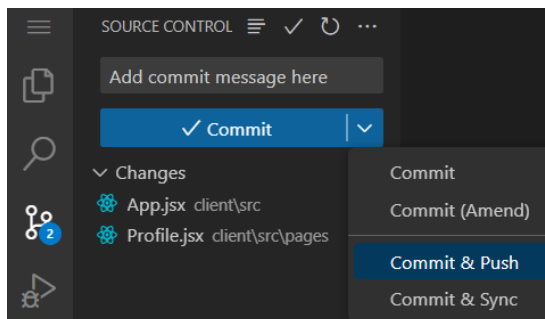 SOURCE CONTROL
Add commit message here
Commit
Changes
App.jsx client\src
Profile.jsx client\src\pages
2
Commit
Commit (Amend)
Commit & Push
Commit & Sync